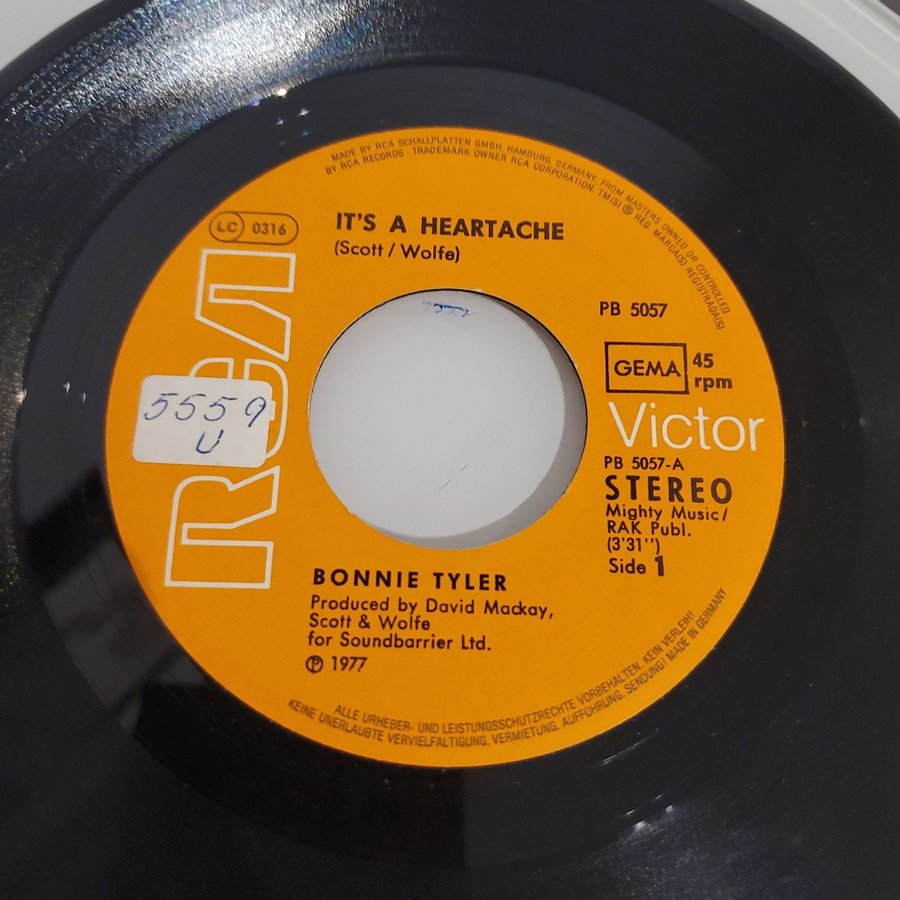 MADE BY RCA SCHALLPLATTEN GMBH, HAMBURG, GERMANY, FROM MASTERS OWNED OR CONTROLLED
BY RCA RECORDS TRADEMARK OWNER RCA CORPORATION. TM(S) ® REG MARCA(S) REGISTRADA(S)
LC 0316
IT'S A HEARTACHE
(Scott / Wolfe)
RCA
5559
U
PB 5057
GEMA
45
rpm
Victor
PB 5057-A
STEREO
Mighty Music/
RAK Publ.
(3'31'')
Side 1
BONNIE TYLER
Produced by David Mackay,
Scott & Wolfe
for Soundbarrier Ltd.
℗ 1977
ALLE URHEBER- UND LEISTUNGSSCHUTZRECHTE VORBEHALTEN. KEIN VERLEIH!
KEINE UNERLAUBTE VERVIELFÄLTIGUNG, VERMIETUNG, AUFFÜHRUNG, SENDUNG! MADE IN GERMANY